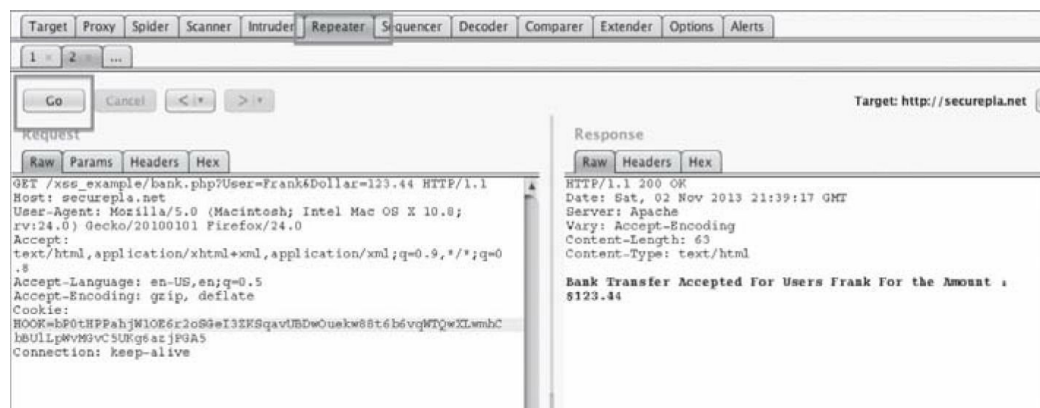 Target Proxy Spider Scanner Intruder Repeater Sequencer Decoder Comparer Extender Options Alerts
1 × 2 × ...
Go Cancel < > Target: http://securepla.net
Request
Raw Params Headers Hex
GET /xss_example/bank.php?User=Frank&Dollar=123.44 HTTP/1.1
Host: securepla.net
User-Agent: Mozilla/5.0 (Macintosh; Intel Mac OS X 10.8;
rv:24.0) Gecko/20100101 Firefox/24.0
Accept:
text/html,application/xhtml+xml,application/xml;q=0.9,*/*;q=0
.8
Accept-Language: en-US,en;q=0.5
Accept-Encoding: gzip, deflate
Cookie:
Connection: keep-alive
Response
Raw Headers Hex
HTTP/1.1 200 OK
Date: Sat, 02 Nov 2013 21:39:17 GMT
Server: Apache
Vary: Accept-Encoding
Content-Length: 63
Content-Type: text/html
Bank Transfer Accepted For Users Frank For the Amount :
$123.44